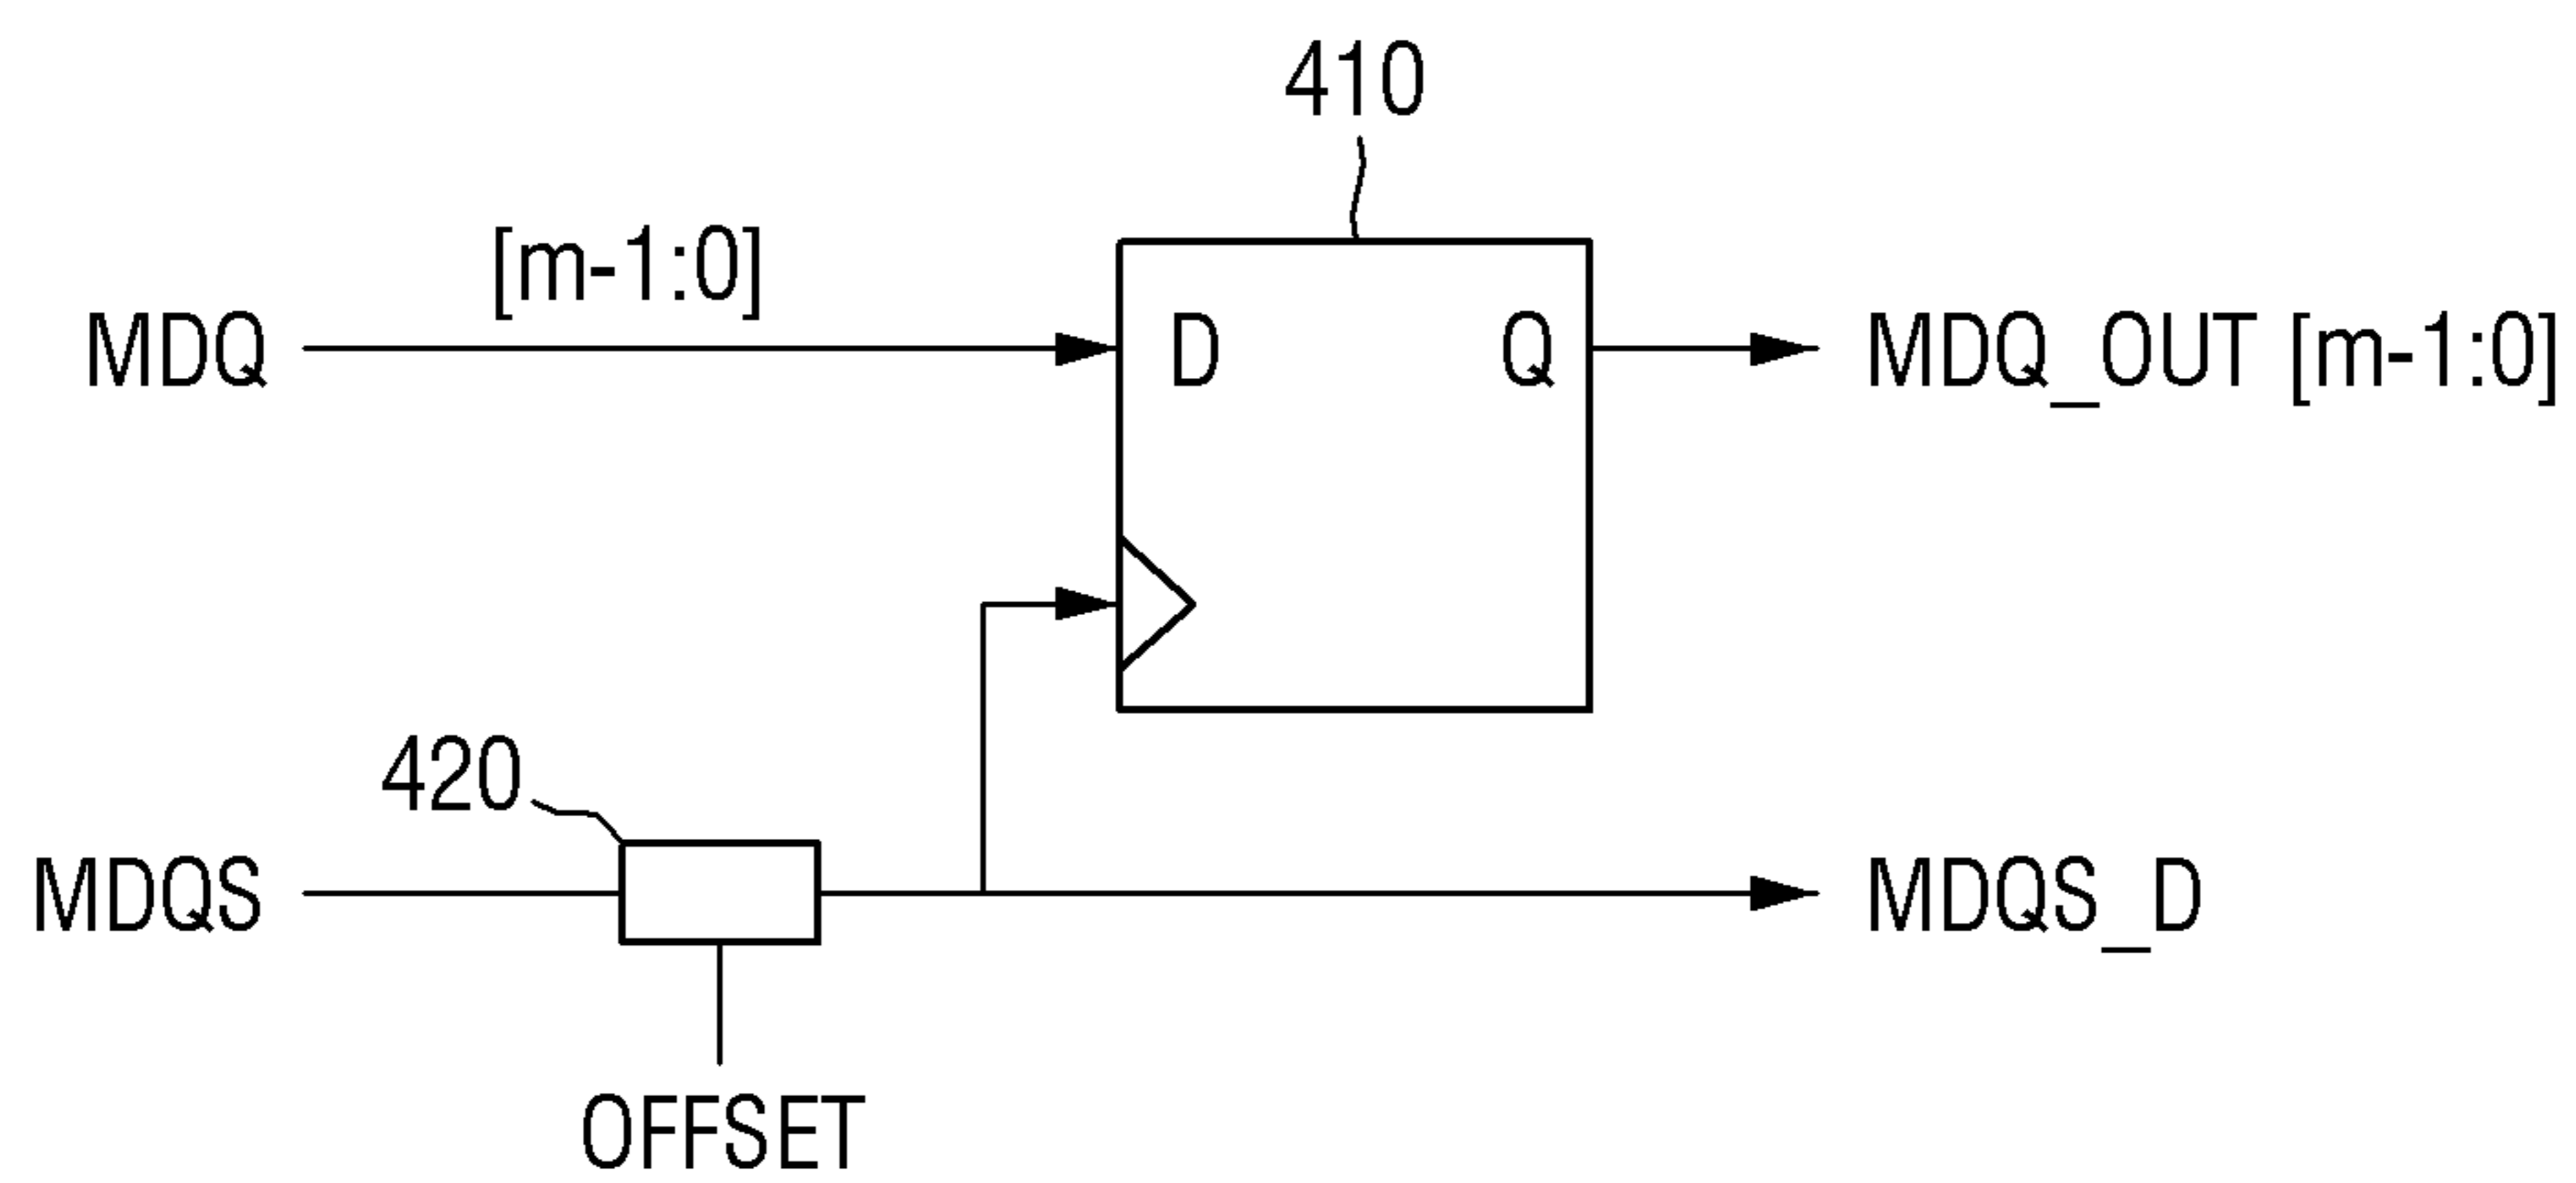 410
[m-1:0]
MDQ
D
Q
MDQ_OUT [m-1:0]
420
MDQS
MDQS_D
OFFSET